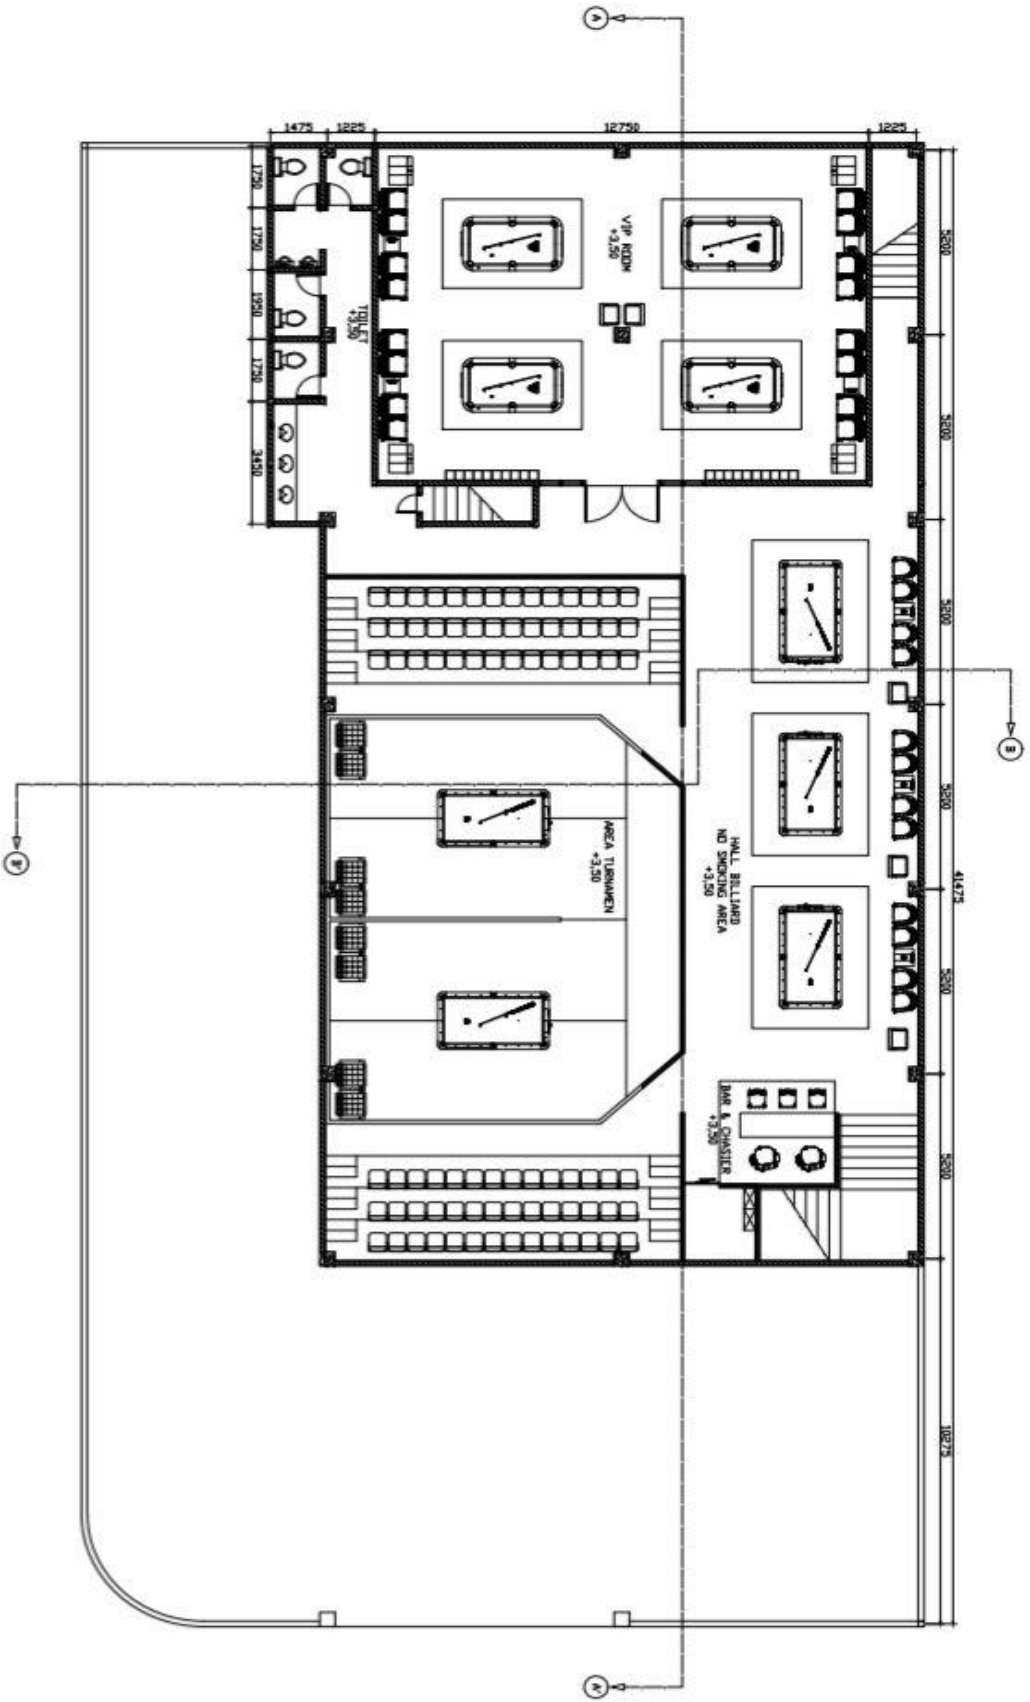 A
1475
1225
12750
1225
1750
1750
1950
1750
3450
5200
5200
5200
5200
5200
5200
41475
10275
VIP ROOM
+3,50
TOILET
+3,50
B
HALL BILLIARD
NO SMOKING AREA
+3,50
AREA TURNAMEN
+3,50
B'
BAR & CHASIER
+3,50
A'